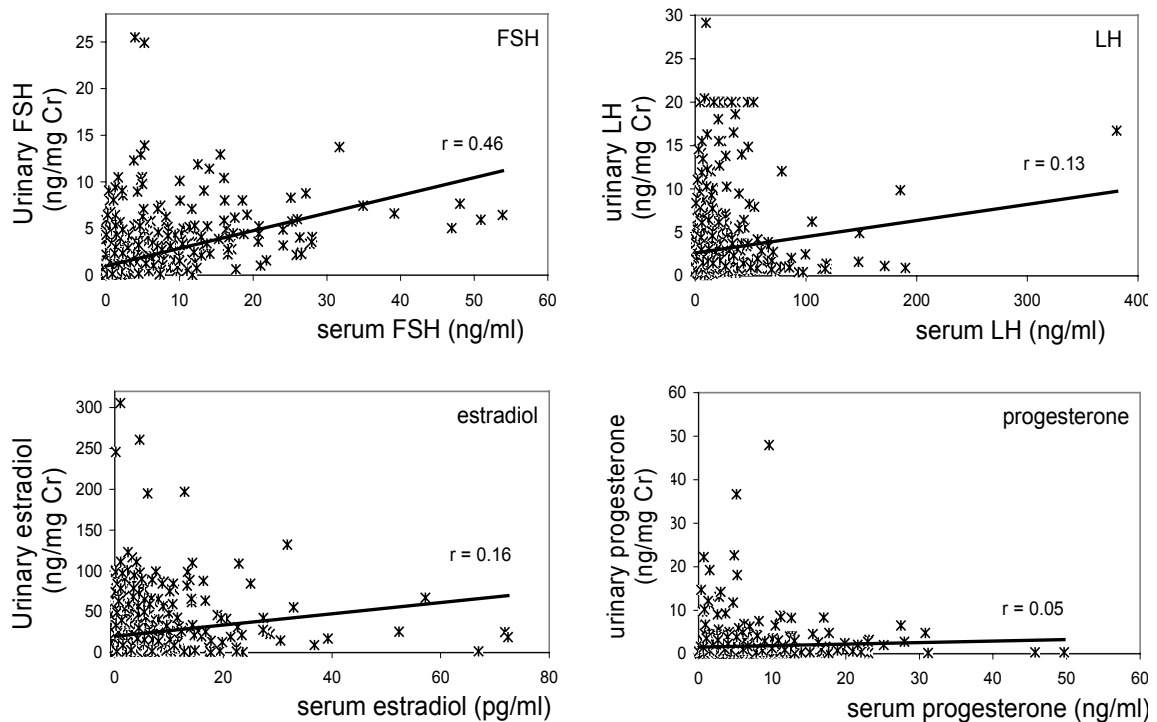 FSH
Urinary FSH
(ng/mg Cr)
25
20
15
10
5
0
r = 0.46
0 10 20 30 40 50 60
serum FSH (ng/ml)
LH
urinary LH
(ng/mg Cr)
30
25
20
15
10
5
0
r = 0.13
0 100 200 300 400
serum LH (ng/ml)
estradiol
Urinary estradiol
(ng/mg Cr)
300
250
200
150
100
50
0
r = 0.16
0 20 40 60 80
serum estradiol (pg/ml)
progesterone
urinary progesterone
(ng/mg Cr)
60
50
40
30
20
10
0
r = 0.05
0 10 20 30 40 50 60
serum progesterone (ng/ml)